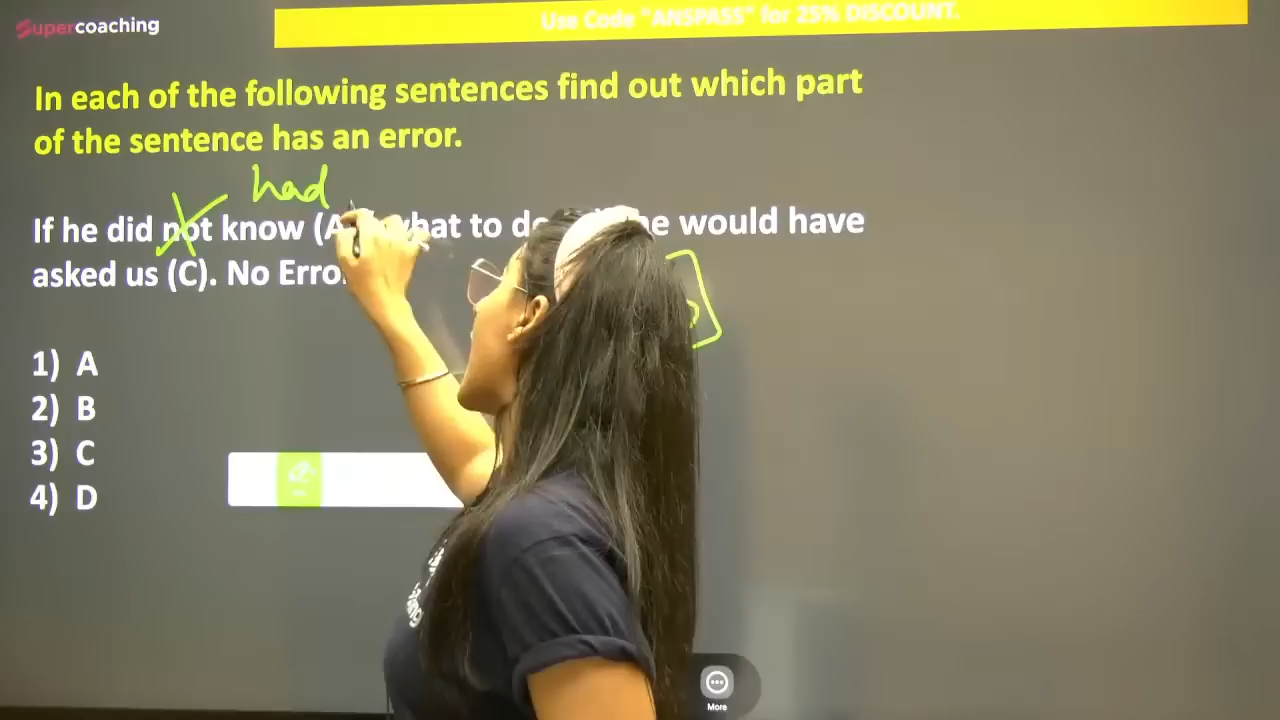 Supercoaching
Use Code "ANSPASS" for 25% DISCOUNT.
In each of the following sentences find out which part
of the sentence has an error.
had
If he did not know (A what to would have
asked us (C). No Erro
1) A
2) B
3) C
4) D
More